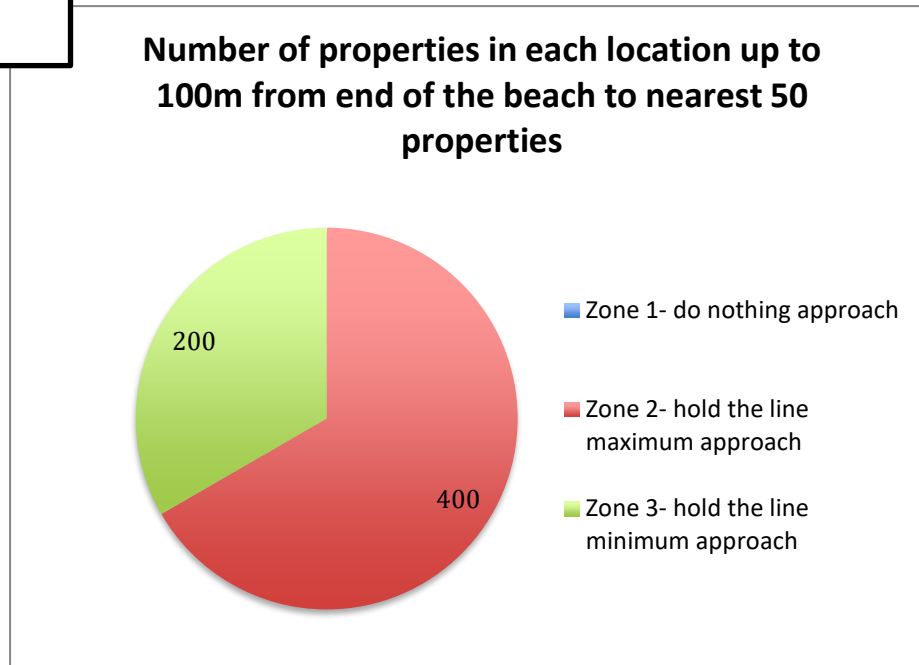 Number of properties in each location up to
100m from end of the beach to nearest 50
properties
200
400
Zone 1- do nothing approach
Zone 2- hold the line
maximum approach
Zone 3- hold the line
minimum approach